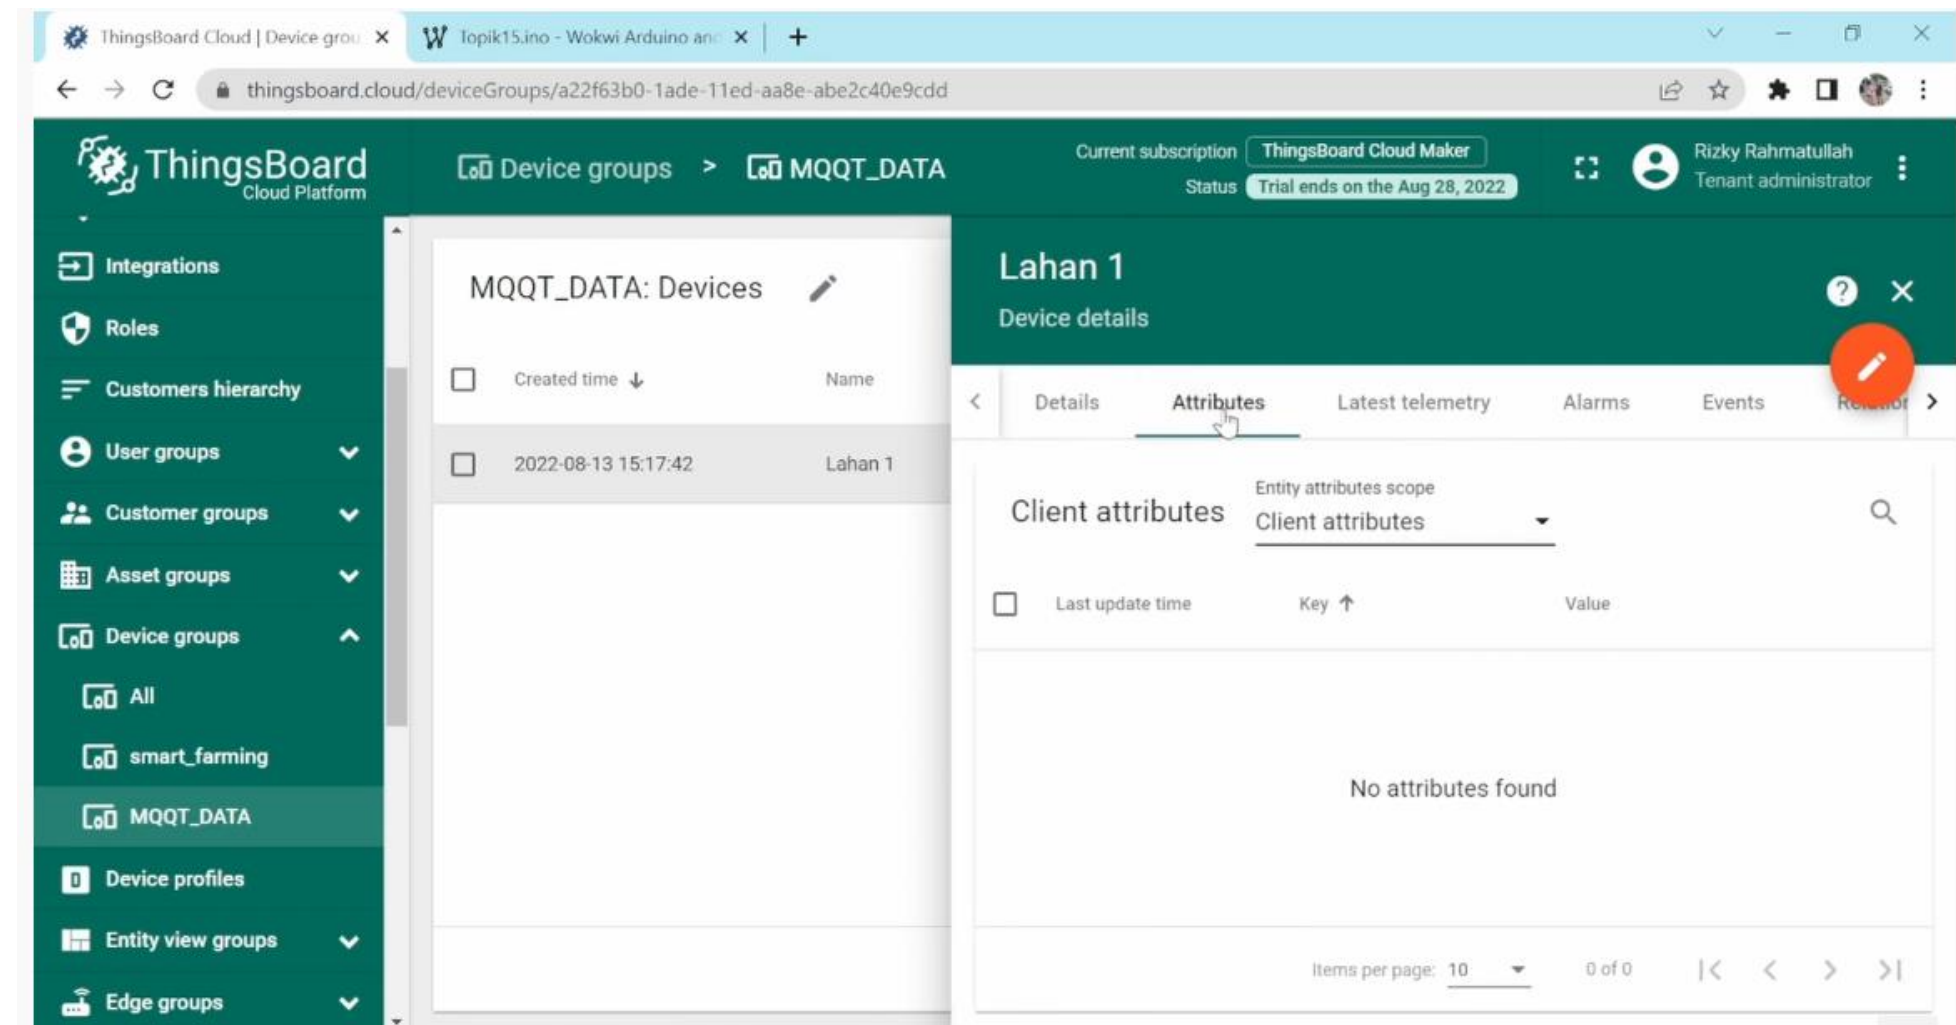 ThingsBoard Cloud | Device grou
Topik15.ino - Wokwi Arduino and
thingsboard.cloud/deviceGroups/a22f63b0-1ade-11ed-aa8e-abe2c40e9cdd
ThingsBoard
Cloud Platform
Device groups > MQQT_DATA
Current subscription ThingsBoard Cloud Maker
Status Trial ends on the Aug 28, 2022
Rizky Rahmatullah
Tenant administrator
Integrations
Roles
Customers hierarchy
User groups
Customer groups
Asset groups
Device groups
All
smart_farming
MQQT_DATA
Device profiles
Entity view groups
Edge groups
MQQT_DATA: Devices
Created time Name
2022-08-13 15:17:42 Lahan 1
Lahan 1
Device details
Details Attributes Latest telemetry Alarms Events
Client attributes
Entity attributes scope
Client attributes
Last update time Key Value
No attributes found
Items per page: 10 0 of 0